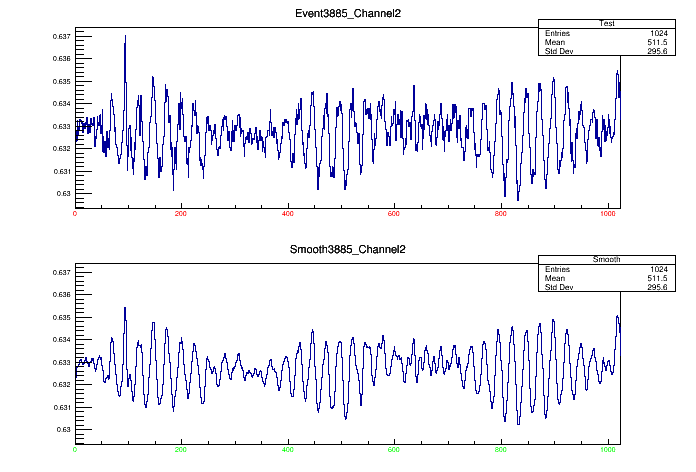 Event3885_Channel2
Test
Entries 1024
Mean 511.5
Std Dev 295.6
0.637
0.636
0.635
0.634
0.633
0.632
0.631
0.63
0 200 400 600 800 1000
Smooth3885_Channel2
Smooth
Entries 1024
Mean 511.5
Std Dev 295.6
0.637
0.636
0.635
0.634
0.633
0.632
0.631
0.63
0 200 400 600 800 1000